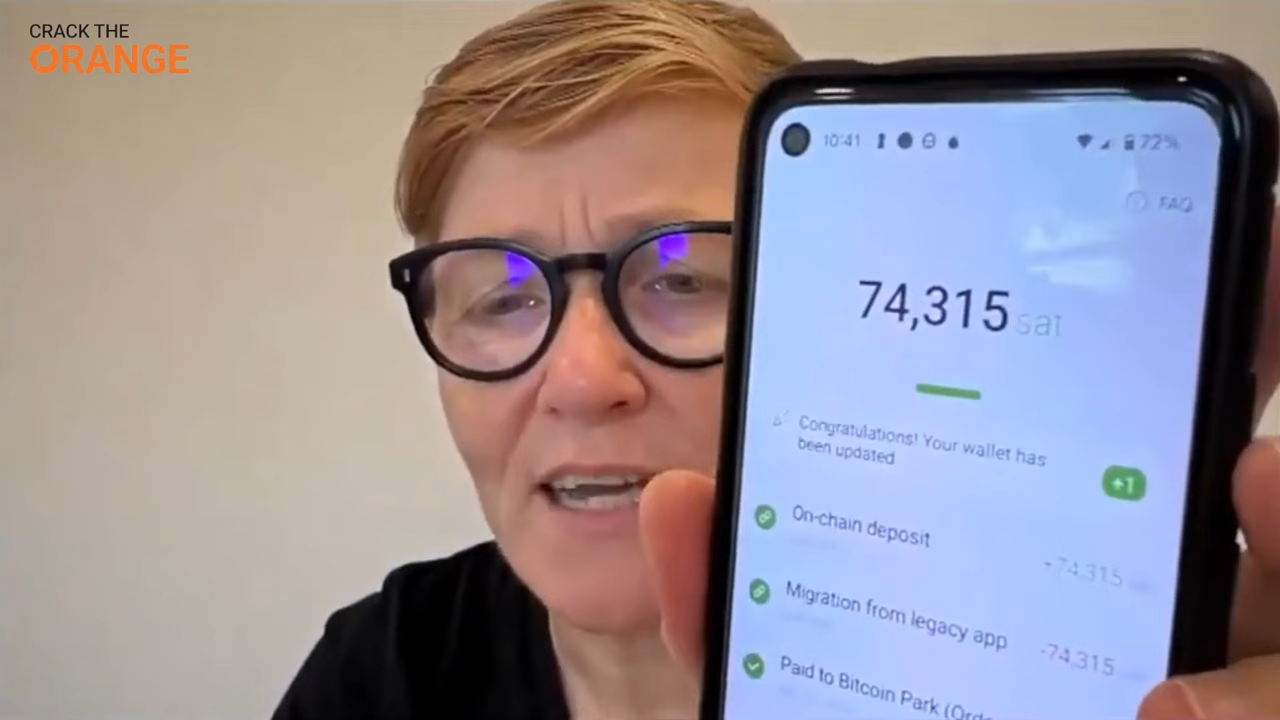 CRACK THE
ORANGE
10:41
72%
FAQ
74,315 sat
Congratulations! Your wallet has
been updated
+1
On-chain deposit
+74,315
Migration from legacy app
-74,315
Paid to Bitcoin Park